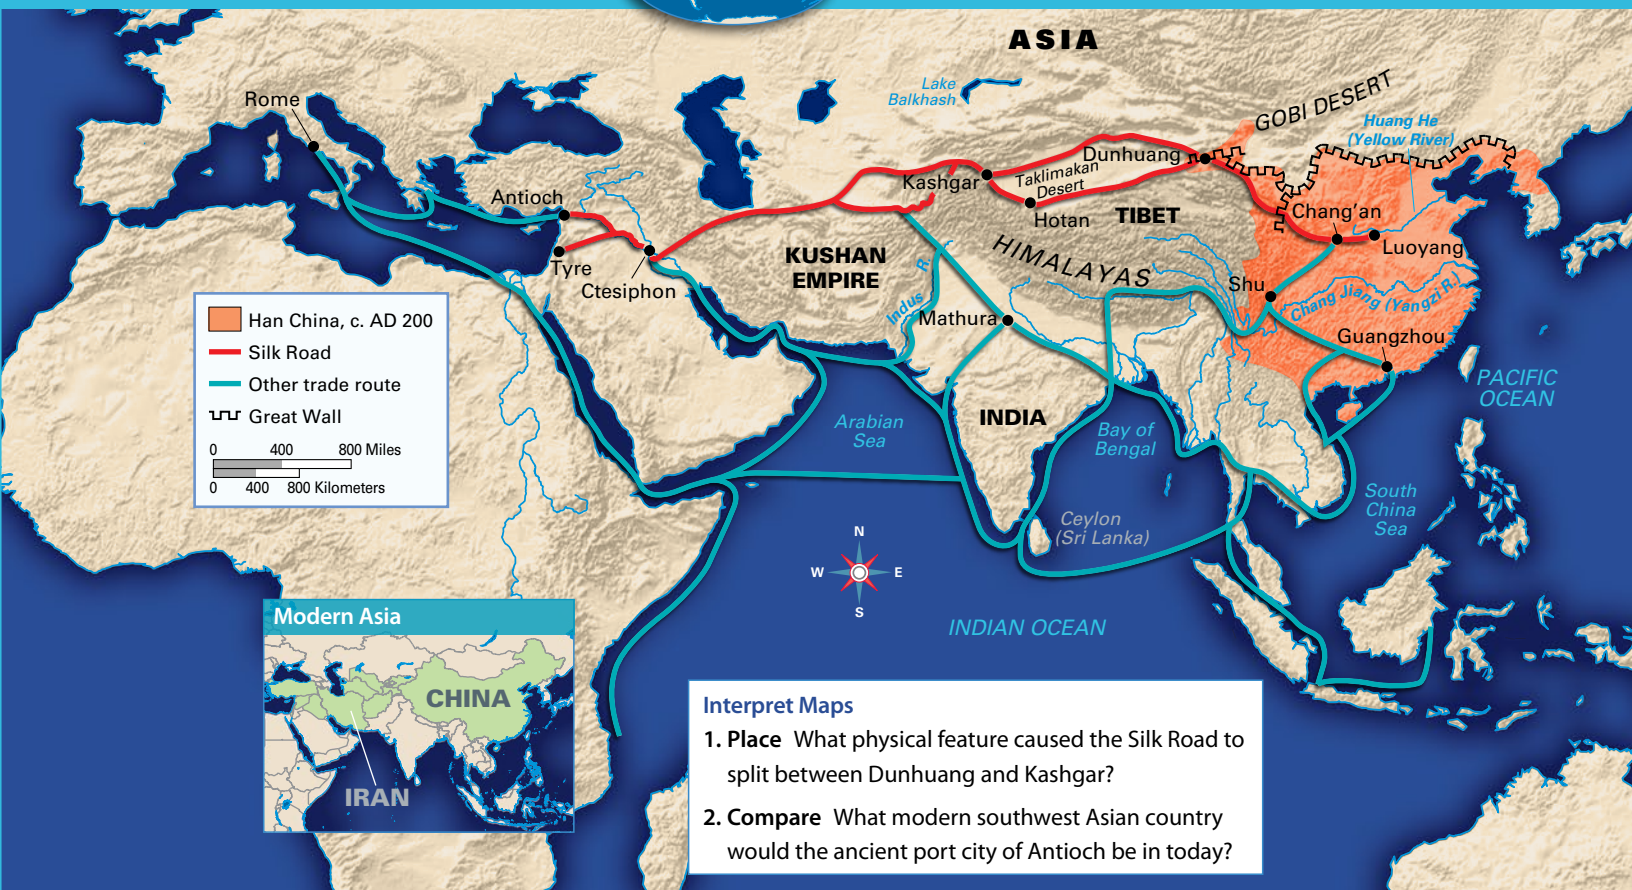 ASIA
Lake
Balkhash
GOBI DESERT
Huang He
(Yellow River)
Rome
Dunhuang
Kashgar
Taklimakan
Desert
Hotan
TIBET
Antioch
Chang’an
Luoyang
HIMALAYAS
KUSHAN
EMPIRE
Tyre
Ctesiphon
Indus R.
Mathura
Shu
Chang Jiang (Yangzi R.)
Guangzhou
Han China, c. AD 200
Silk Road
Other trade route
Great Wall
0 400 800 Miles
0 400 800 Kilometers
PACIFIC
OCEAN
Arabian
Sea
INDIA
Bay of
Bengal
South
China
Sea
Ceylon
(Sri Lanka)
N
W E
S
INDIAN OCEAN
Modern Asia
CHINA
IRAN
Interpret Maps
1. Place What physical feature caused the Silk Road to
split between Dunhuang and Kashgar?
2. Compare What modern southwest Asian country
would the ancient port city of Antioch be in today?